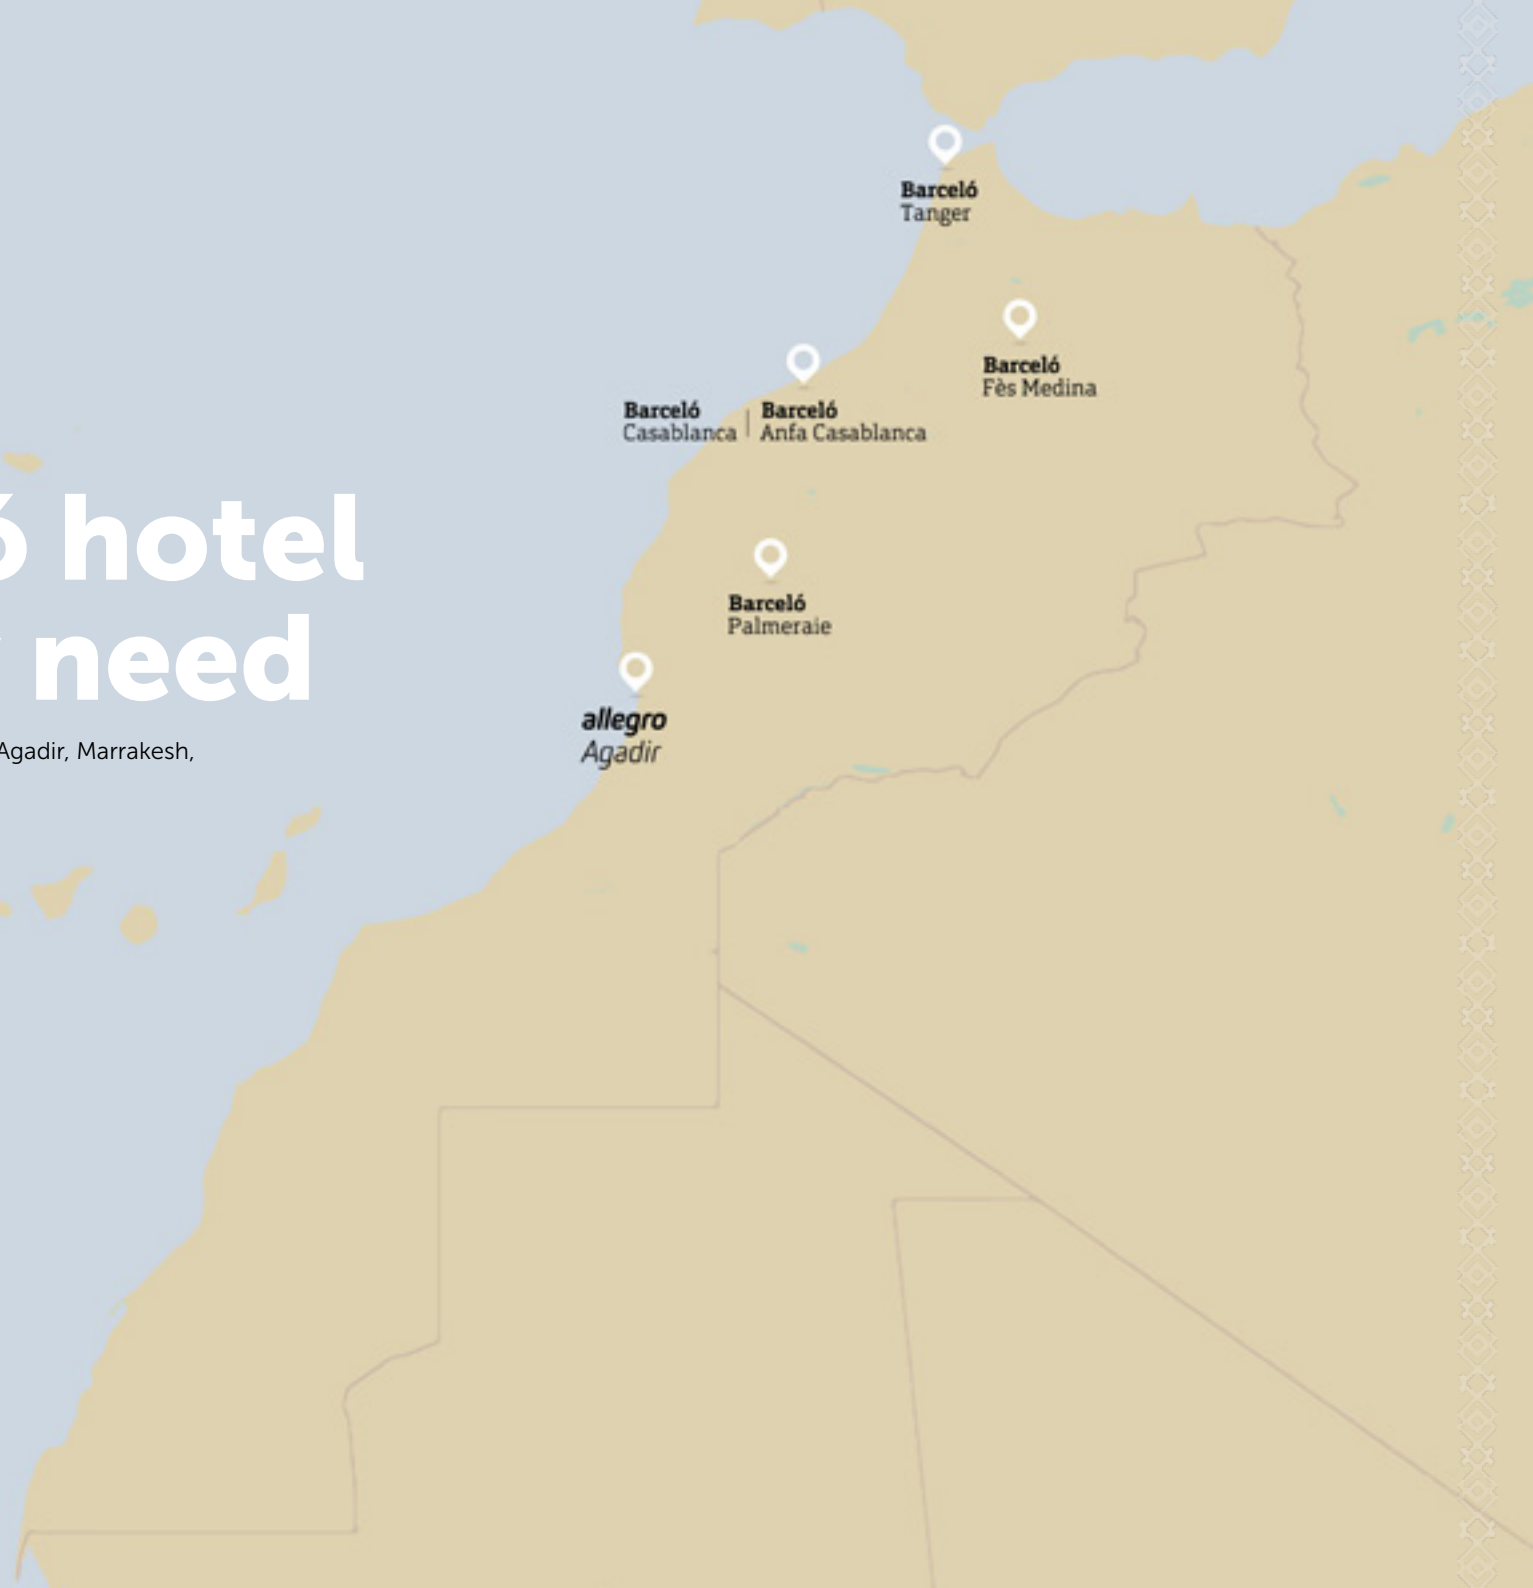 Barceló
Tanger
Barceló
Fès Medina
Barceló
Casablanca
Barceló
Anfa Casablanca
ó hotel
need
Agadir, Marrakesh,
Barceló
Palmeraie
allegro
Agadir